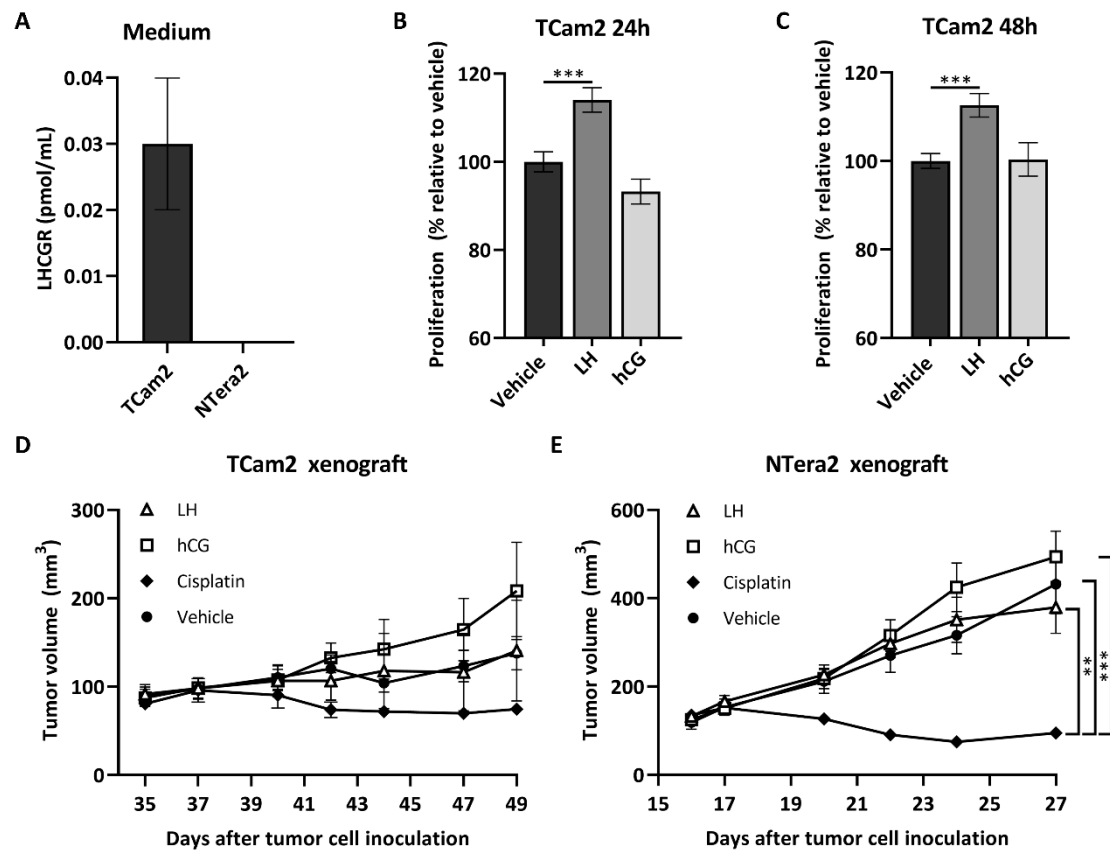 A
Medium
LHCGR (pmol/mL)
0.04
0.03
0.02
0.01
0.00
TCam2
NTera2
B
TCam2 24h
Proliferation (% relative to vehicle)
120
100
80
60
***
Vehicle
LH
hCG
C
TCam2 48h
Proliferation (% relative to vehicle)
120
100
80
60
***
Vehicle
LH
hCG
D
TCam2 xenograft
Tumor volume (mm³)
300
200
100
0
LH
hCG
Cisplatin
Vehicle
35 37 39 41 43 45 47 49
Days after tumor cell inoculation
E
NTera2 xenograft
Tumor volume (mm³)
600
400
200
0
LH
hCG
Cisplatin
Vehicle
**
***
15 17 19 21 23 25 27
Days after tumor cell inoculation